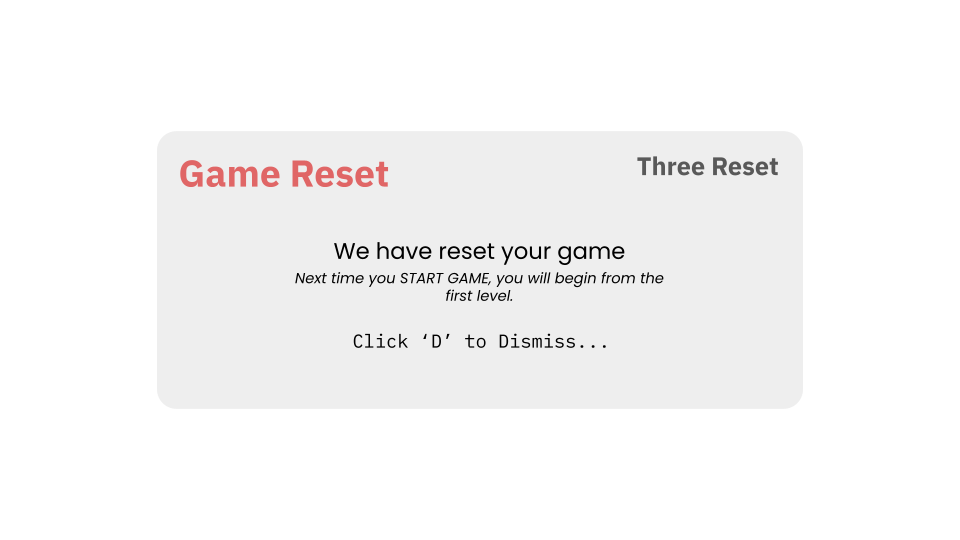 Game Reset
Three Reset
We have reset your game
Next time you START GAME, you will begin from the
first level.
Click ‘D’ to Dismiss...